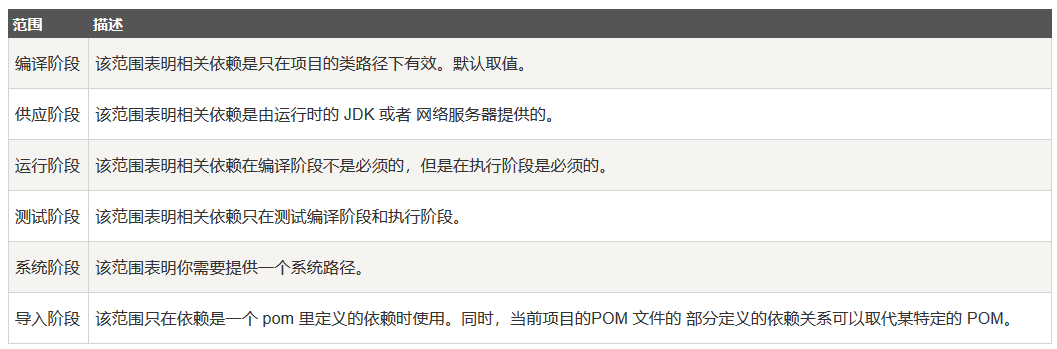 范围 描述
编译阶段 该范围表明相关依赖是只在项目的类路径下有效。默认取值。
供应阶段 该范围表明相关依赖是由运行时的 JDK 或者 网络服务器提供的。
运行阶段 该范围表明相关依赖在编译阶段不是必须的，但是在执行阶段是必须的。
测试阶段 该范围表明相关依赖只在测试编译阶段和执行阶段。
系统阶段 该范围表明你需要提供一个系统路径。
导入阶段 该范围只在依赖是一个 pom 里定义的依赖时使用。同时，当前项目的POM 文件的 部分定义的依赖关系可以取代某特定的 POM。